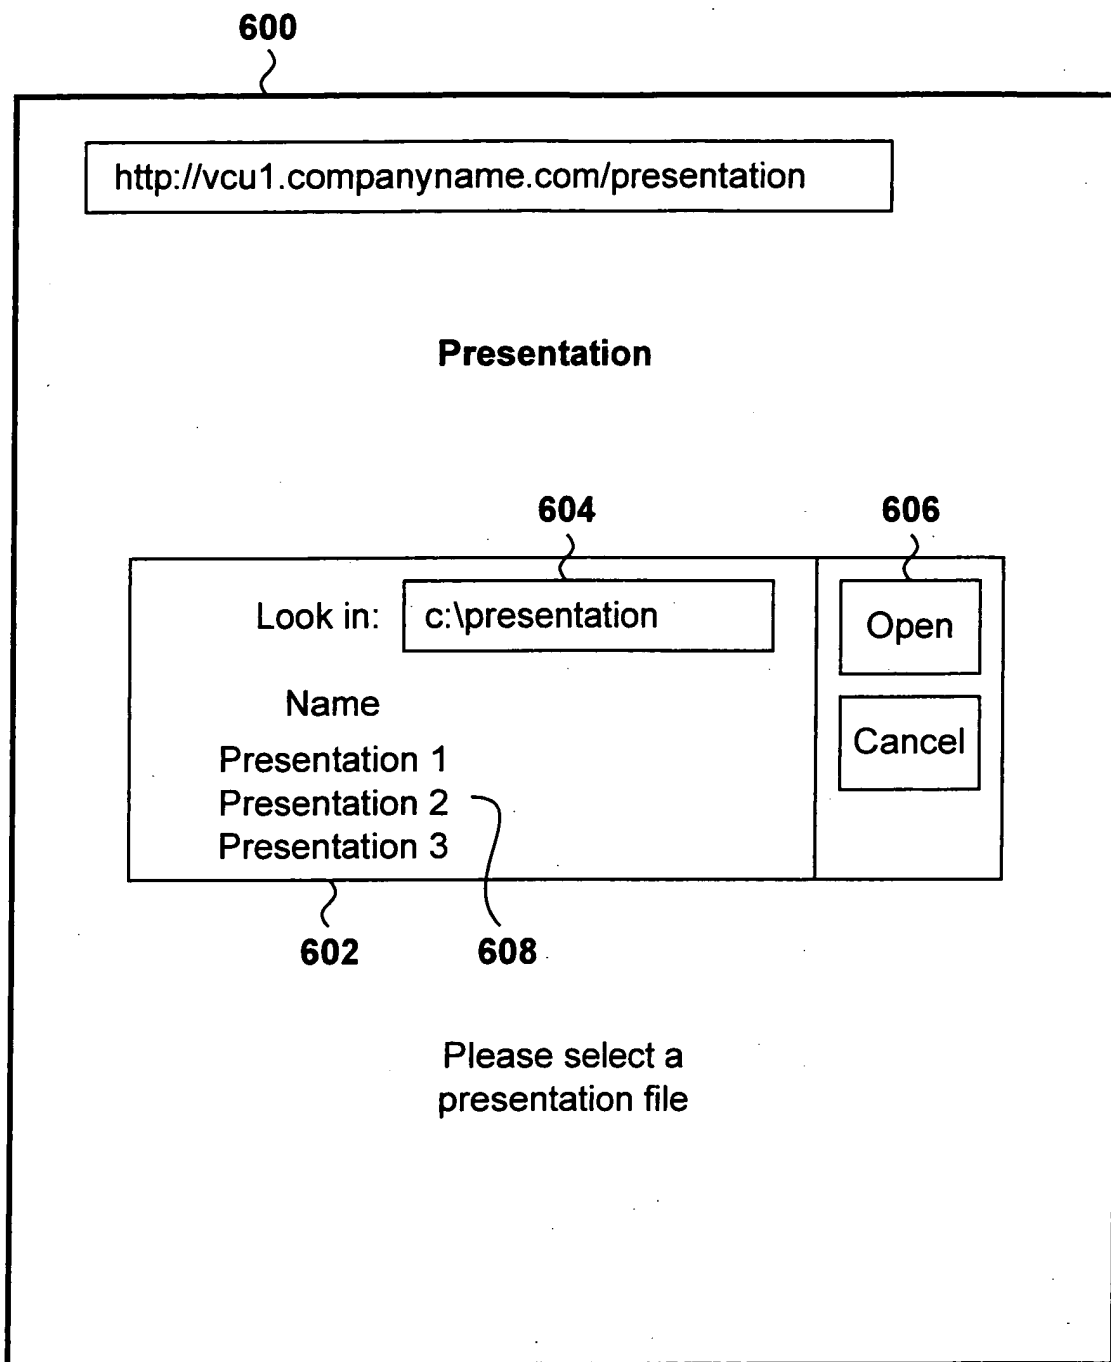 600
http://vcu1.companyname.com/presentation
Presentation
604
606
Look in:
c:\presentation
Open
Name
Cancel
Presentation 1
Presentation 2
Presentation 3
602
608
Please select a
presentation file